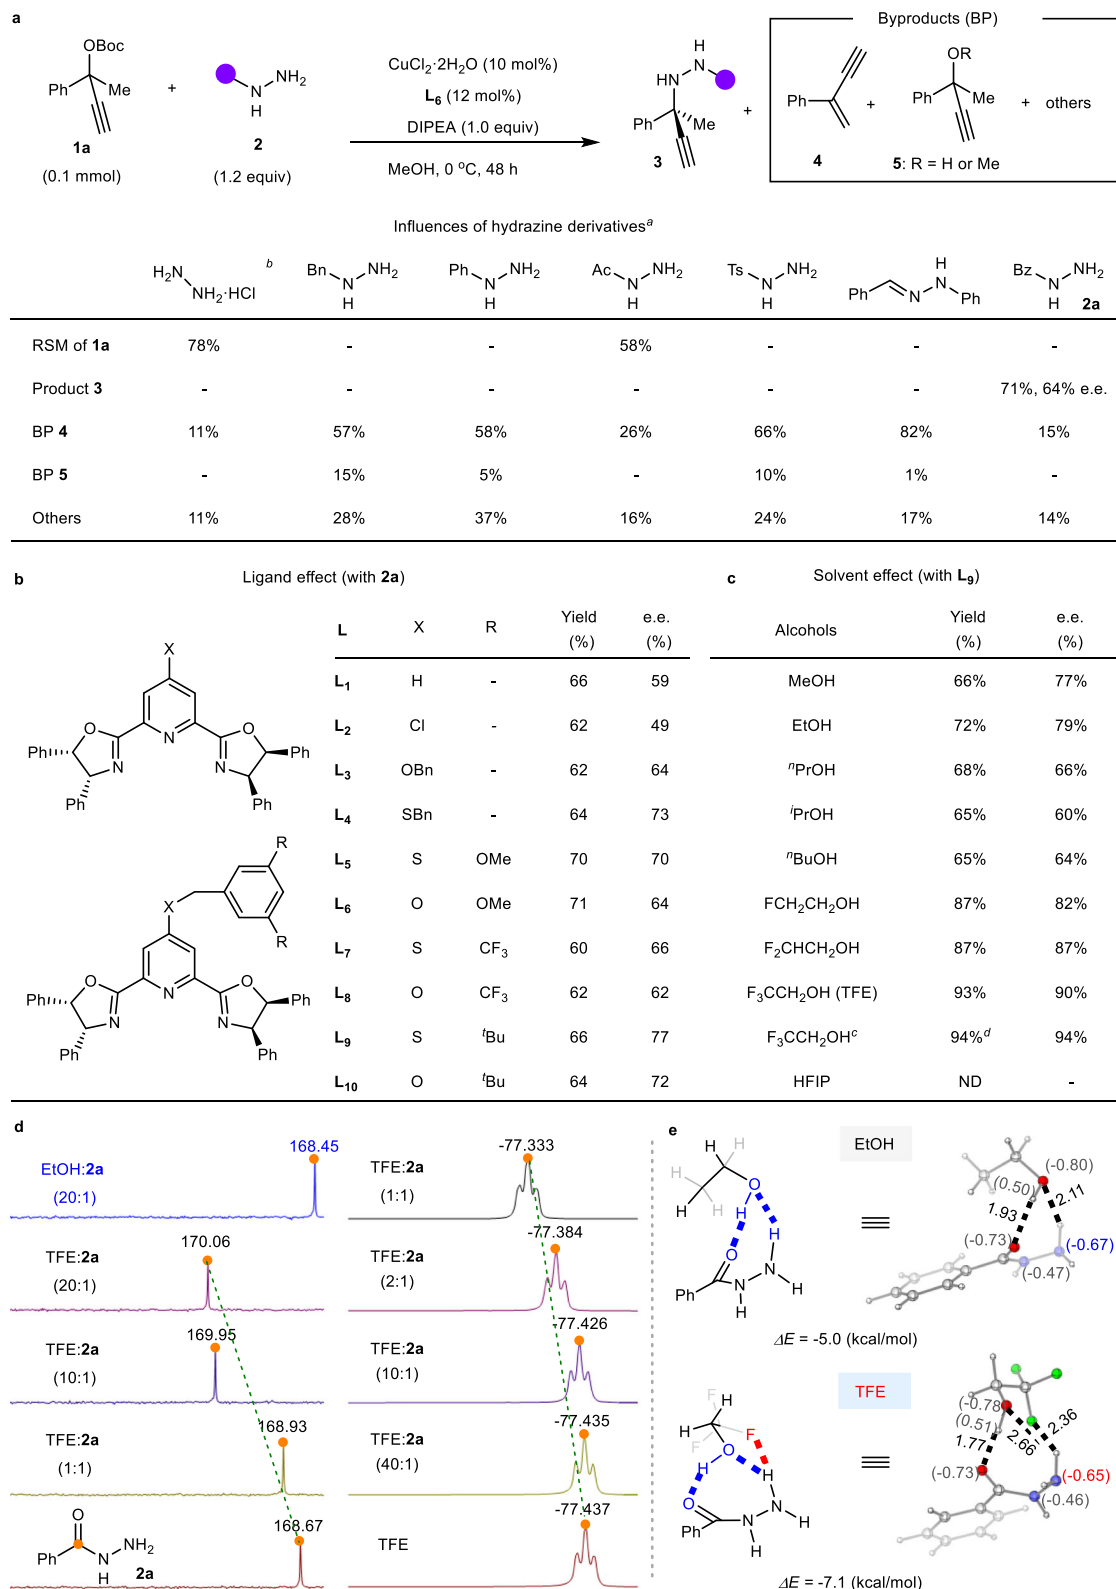 a
Byproducts (BP)
OBoc
Ph
Me
1a
(0.1 mmol)
+
N
H
NH2
2
(1.2 equiv)
CuCl2·2H2O (10 mol%)
L6 (12 mol%)
DIPEA (1.0 equiv)
MeOH, 0 °C, 48 h
H
N
HN
Ph
Me
3
+
Ph
4
+
OR
Ph
Me
5: R = H or Me
+ others
Influences of hydrazine derivativesa
H2N
NH2·HCl
b
Bn
N
H
NH2
Ph
N
H
NH2
Ac
N
H
NH2
Ts
N
H
NH2
H
Ph
N
N
Ph
Bz
N
H
NH2
2a
RSM of 1a 78% - - 58% - - -
Product 3 - - - - - - 71%, 64% e.e.
BP 4 11% 57% 58% 26% 66% 82% 15%
BP 5 - 15% 5% - 10% 1% -
Others 11% 28% 37% 16% 24% 17% 14%
b
Ligand effect (with 2a)
L X R Yield (%) e.e. (%)
L1 H - 66 59
L2 Cl - 62 49
L3 OBn - 62 64
L4 SBn - 64 73
L5 S OMe 70 70
L6 O OMe 71 64
L7 S CF3 60 66
L8 O CF3 62 62
L9 S tBu 66 77
L10 O tBu 64 72
X
O
N
O
Ph
N
N
Ph
Ph
Ph
R
X
R
O
N
O
Ph
N
N
Ph
Ph
Ph
c
Solvent effect (with L9)
Alcohols Yield (%) e.e. (%)
MeOH 66% 77%
EtOH 72% 79%
nPrOH 68% 66%
iPrOH 65% 60%
nBuOH 65% 64%
FCH2CH2OH 87% 82%
F2CHCH2OH 87% 87%
F3CCH2OH (TFE) 93% 90%
F3CCH2OHc 94%d 94%
HFIP ND -
d
EtOH:2a
(20:1)
168.45
TFE:2a
(20:1)
170.06
TFE:2a
(10:1)
169.95
TFE:2a
(1:1)
168.93
O
Ph
N
H
NH2
2a
168.67
TFE:2a
(1:1)
-77.333
TFE:2a
(2:1)
-77.384
TFE:2a
(10:1)
-77.426
TFE:2a
(40:1)
-77.435
TFE
-77.437
e
EtOH
H
H
H
H
H
O
H
H
O
N
Ph
N
H
H
(-0.80)
(0.50)
2.11
1.93
(-0.73)
(-0.67)
(-0.47)
ΔE = -5.0 (kcal/mol)
TFE
H
H
F
F
F
O
H
H
O
N
Ph
N
H
H
(-0.78)
(0.51)
2.36
2.66
1.77
(-0.73)
(-0.65)
(-0.46)
ΔE = -7.1 (kcal/mol)